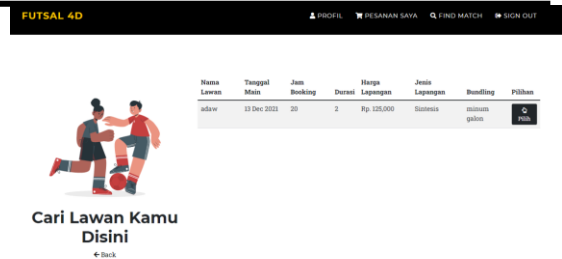 FUTSAL 4D
PROFIL PESANAN SAYA FIND MATCH SIGN OUT
Nama Lawan Tanggal Main Jam Booking Durasi Harga Lapangan Jenis Lapangan Bundling Pilihan
adaw 13 Dec 2021 20 2 Rp. 125,000 Sintesis minum galon Pilih
Cari Lawan Kamu
Disini
Back